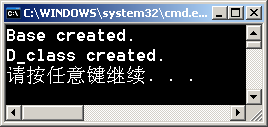 C:\WINDOWS\system32\cmd.e...
Base created.
D_class created.
请按任意键继续. . .